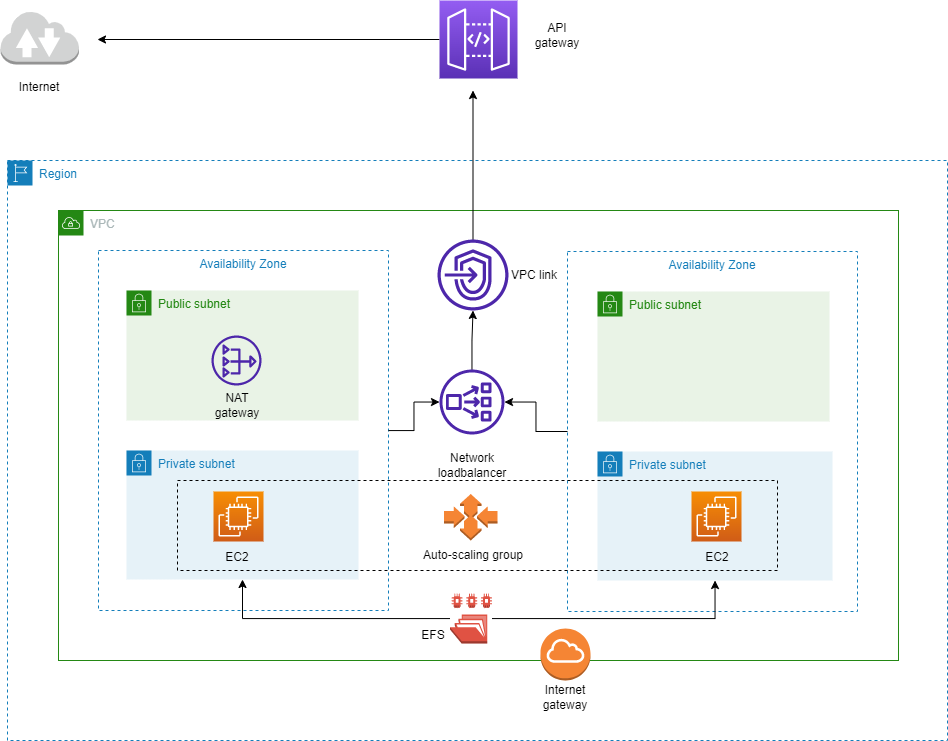 API
gateway
Internet
Region
VPC
Availability Zone
Availability Zone
VPC link
Public subnet
Public subnet
NAT
gateway
Network
loadbalancer
Private subnet
Private subnet
EC2
Auto-scaling group
EC2
EFS
Internet
gateway